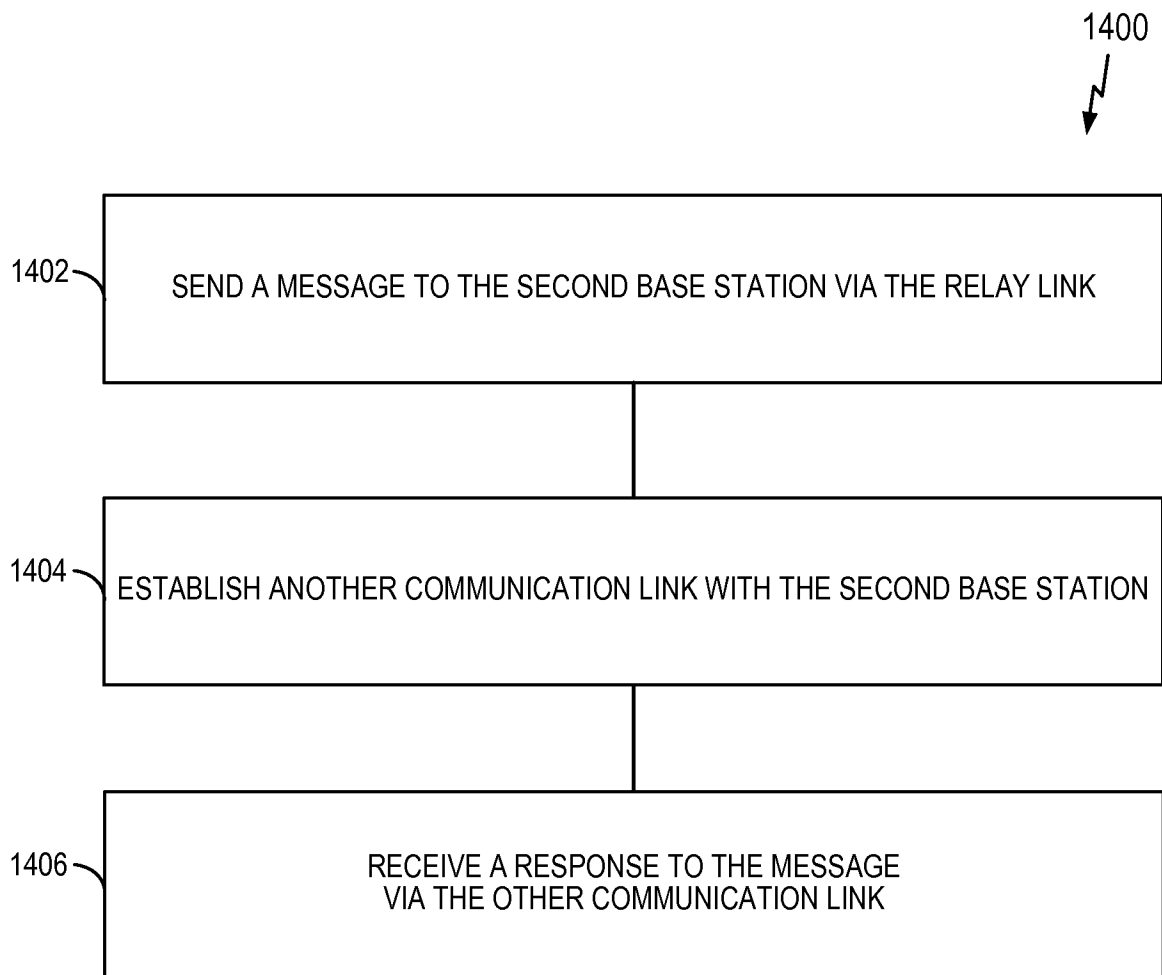 1400
1402
SEND A MESSAGE TO THE SECOND BASE STATION VIA THE RELAY LINK
1404
ESTABLISH ANOTHER COMMUNICATION LINK WITH THE SECOND BASE STATION
1406
RECEIVE A RESPONSE TO THE MESSAGE
VIA THE OTHER COMMUNICATION LINK